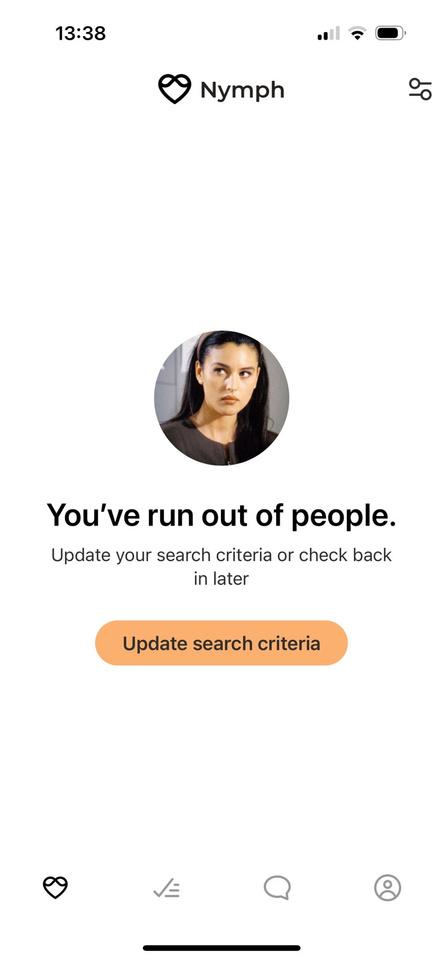 13:38
Nymph
You’ve run out of people.
Update your search criteria or check back
in later
Update search criteria